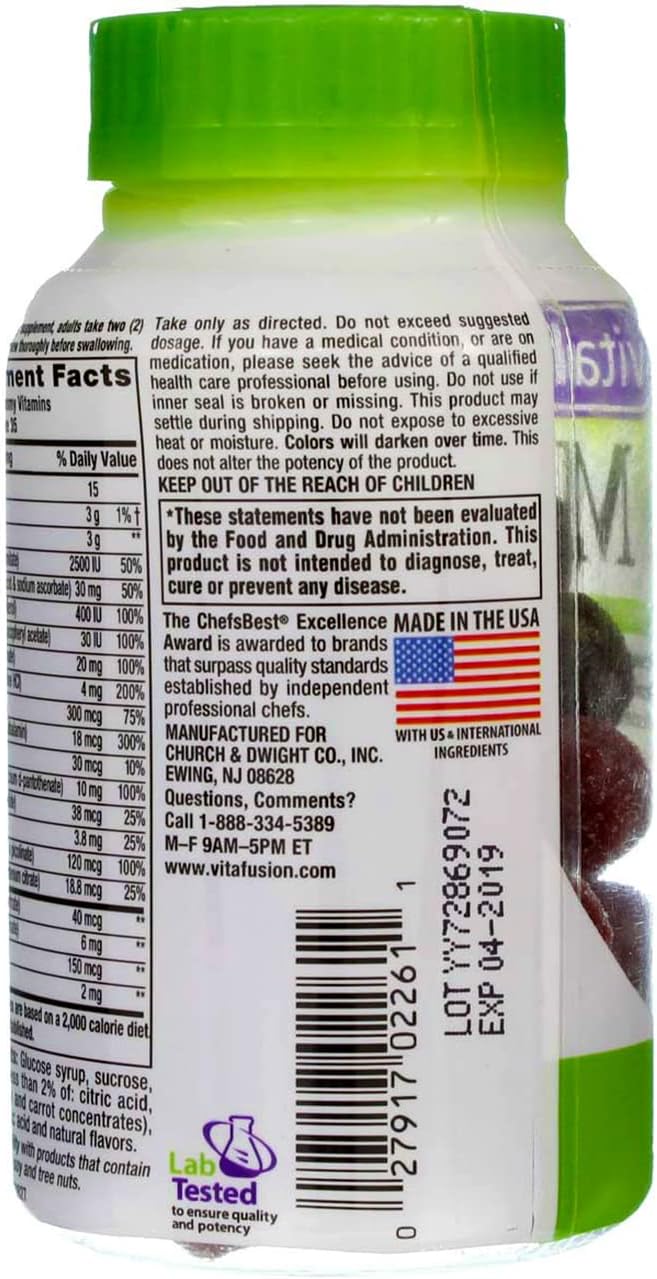 supplement, adults take two (2)
thoroughly before swallowing.
Facts
Vitamins
% Daily Value
15
3 g 1% †
3 g **
2500 IU 50%
& sodium ascorbate) 30 mg 50%
400 IU 100%
acetate) 30 IU 100%
20 mg 100%
4 mg 200%
300 mcg 75%
18 mcg 300%
30 mcg 10%
10 mg 100%
38 mcg 25%
3.8 mg 25%
120 mcg 100%
18.8 mcg 25%
40 mcg **
6 mg **
150 mcg **
2 mg **
are based on a 2,000 calorie diet.
Glucose syrup, sucrose,
than 2% of: citric acid,
and carrot concentrates),
acid and natural flavors.
with products that contain
and tree nuts.
Take only as directed. Do not exceed suggested
dosage. If you have a medical condition, or are on
medication, please seek the advice of a qualified
health care professional before using. Do not use if
inner seal is broken or missing. This product may
settle during shipping. Do not expose to excessive
heat or moisture. Colors will darken over time. This
does not alter the potency of the product.
KEEP OUT OF THE REACH OF CHILDREN
*These statements have not been evaluated
by the Food and Drug Administration. This
product is not intended to diagnose, treat,
cure or prevent any disease.
The ChefsBest® Excellence
Award is awarded to brands
that surpass quality standards
established by independent
professional chefs.
MANUFACTURED FOR
CHURCH & DWIGHT CO., INC.
EWING, NJ 08628
Questions, Comments?
Call 1-888-334-5389
M–F 9AM–5PM ET
www.vitafusion.com
MADE IN THE USA
WITH US & INTERNATIONAL
INGREDIENTS
LOT YY72869072
EXP 04-2019
0 27917 02261 1
Lab
Tested
to ensure quality
and potency
vita
M